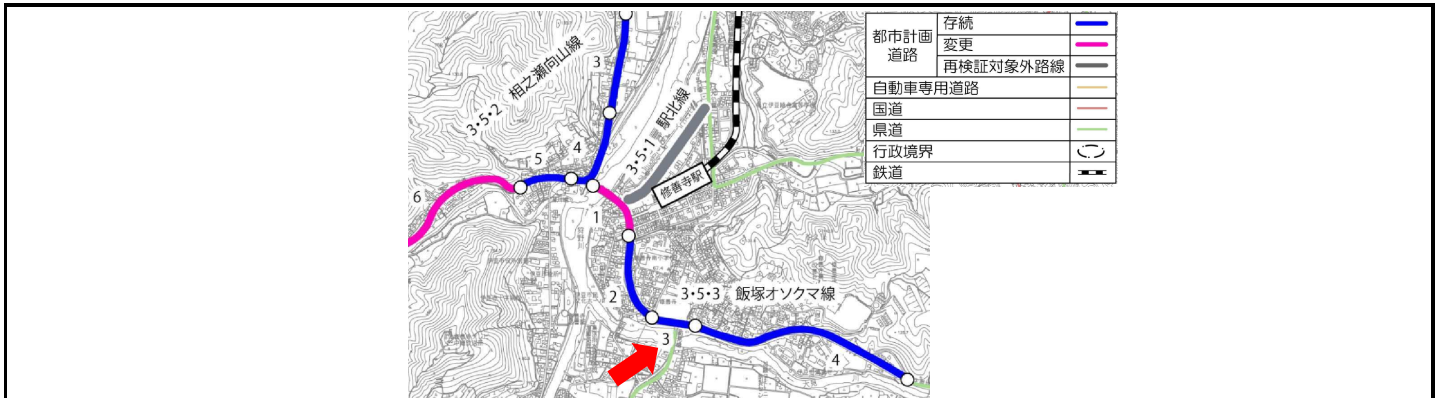 都市計画
道路
存続
変更
再検証対象外路線
自動車専用道路
国道
県道
行政境界
鉄道
3・5・2 相之瀬向山線
3
3・5・1 駅北線
5
4
修善寺駅
6
1
2
3・5・3 飯塚オソクマ線
3
4